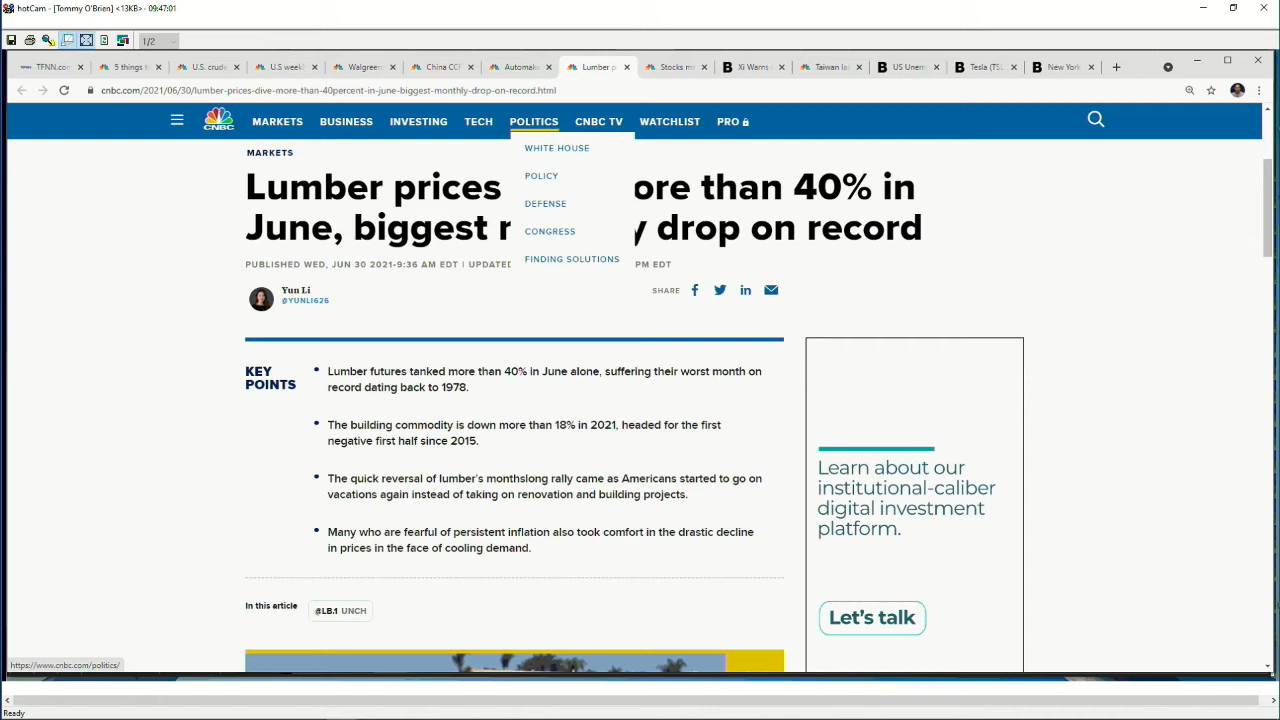 hotCam - [Tommy O'Brien] <13KB> - 09:47:01
1/2
TFNN.con
5 things t
U.S. crude
U.S week
Walgreen
China CC
Automake
Lumber p
Stocks m
Xi Warns
Taiwan la
US Unem
Tesla (TSL
New York
cnbc.com/2021/06/30/lumber-prices-dive-more-than-40percent-in-june-biggest-monthly-drop-on-record.html
CNBC
MARKETS BUSINESS INVESTING TECH POLITICS CNBC TV WATCHLIST PRO
WHITE HOUSE
POLICY
DEFENSE
CONGRESS
FINDING SOLUTIONS
MARKETS
Lumber prices ore than 40% in
June, biggest drop on record
PUBLISHED WED, JUN 30 2021•9:36 AM EDT | UPDATED PM EDT
Yun Li
@YUNLI626
SHARE
KEY
POINTS
• Lumber futures tanked more than 40% in June alone, suffering their worst month on
record dating back to 1978.
• The building commodity is down more than 18% in 2021, headed for the first
negative first half since 2015.
• The quick reversal of lumber's monthslong rally came as Americans started to go on
vacations again instead of taking on renovation and building projects.
• Many who are fearful of persistent inflation also took comfort in the drastic decline
in prices in the face of cooling demand.
In this article
@LB.1 UNCH
Learn about our
institutional-caliber
digital investment
platform.
Let's talk
https://www.cnbc.com/politics/
Ready